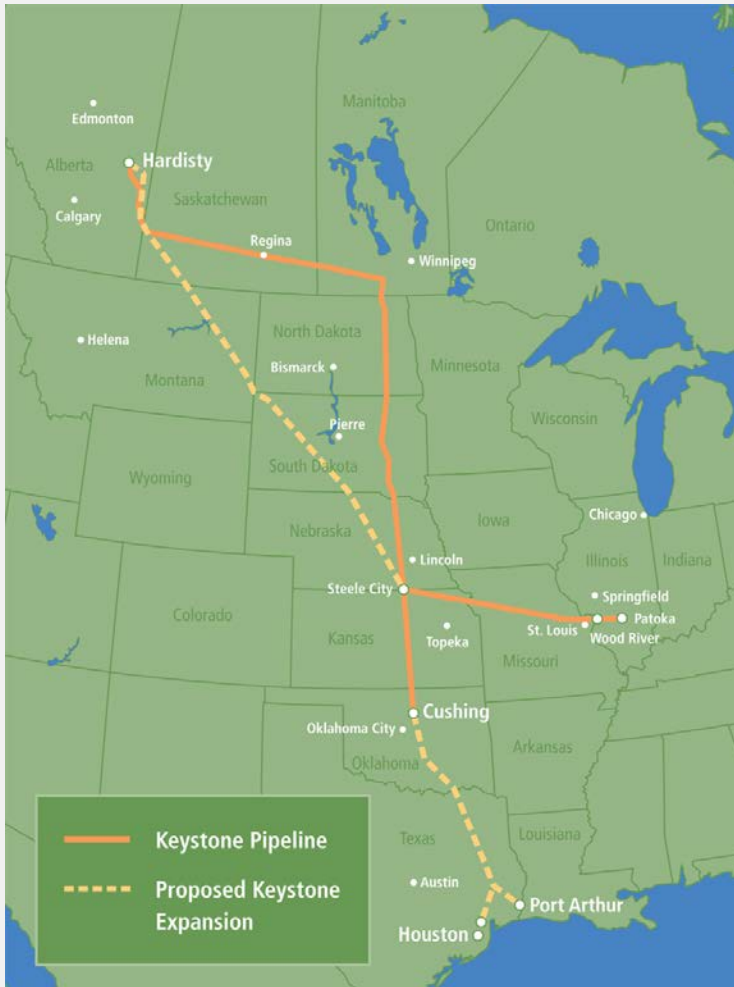 Manitoba
Edmonton
Hardisty
Alberta
Saskatchewan
Calgary
Ontario
Regina
Winnipeg
North Dakota
Helena
Minnesota
Bismarck
Montana
Wisconsin
Pierre
Wyoming
South Dakota
Iowa
Chicago
Nebraska
Lincoln
Illinois
Indiana
Steele City
Springfield
Colorado
Patoka
Kansas
St. Louis
Topeka
Wood River
Missouri
Cushing
Oklahoma City
Arkansas
Oklahoma
Texas
Louisiana
Austin
Port Arthur
Houston
Keystone Pipeline
Proposed Keystone
Expansion